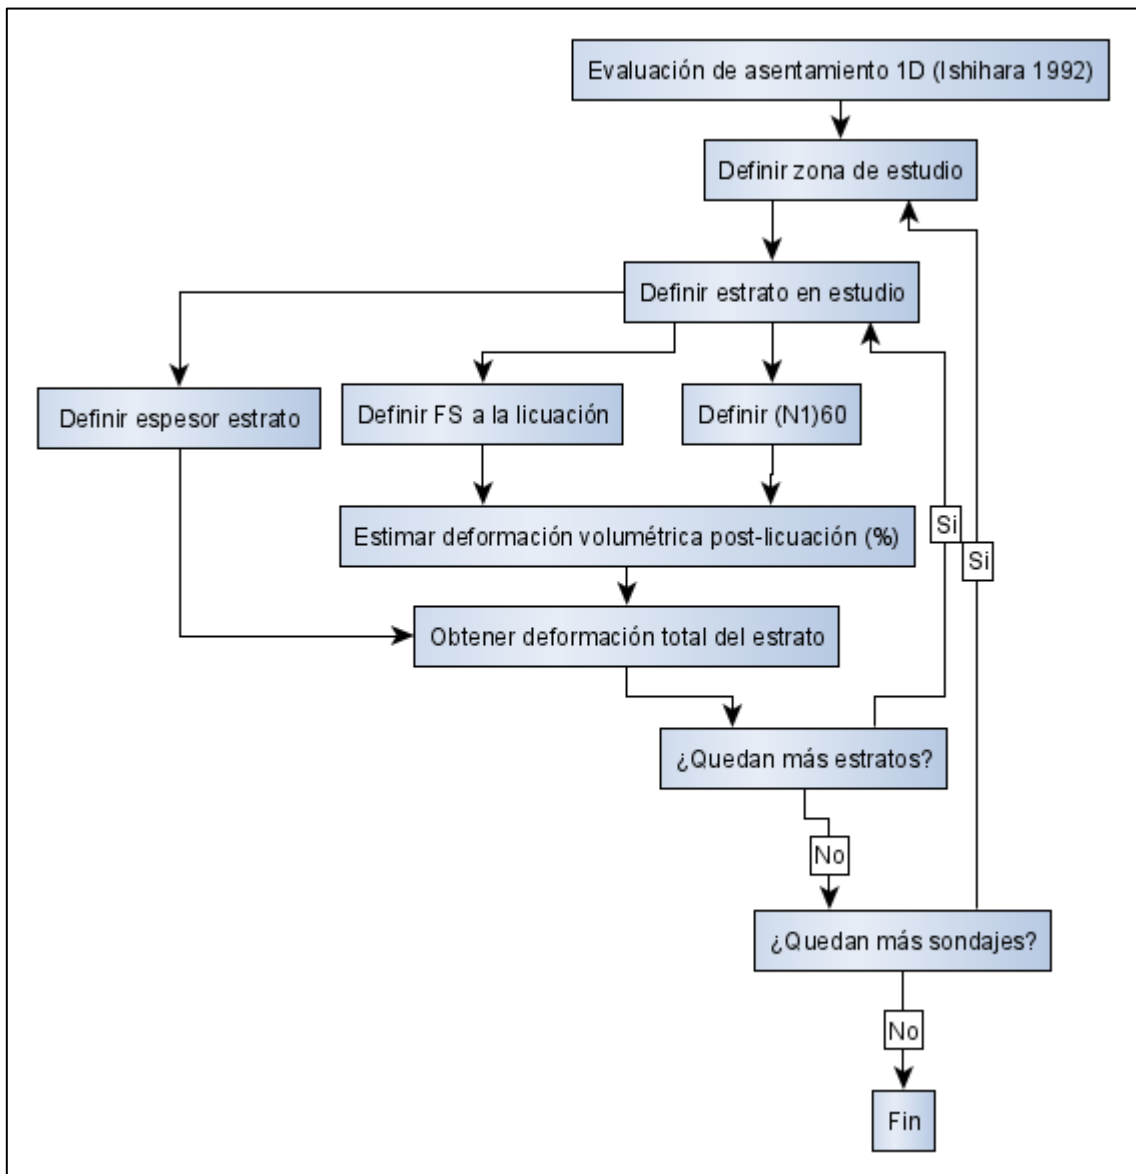 Evaluación de asentamiento 1D (Ishihara 1992)
Definir zona de estudio
Definir estrato en estudio
Definir espesor estrato
Definir FS a la licuación
Definir (N1)60
Estimar deformación volumétrica post-licuación (%)
Si
Si
Obtener deformación total del estrato
¿Quedan más estratos?
No
¿Quedan más sondajes?
No
Fin